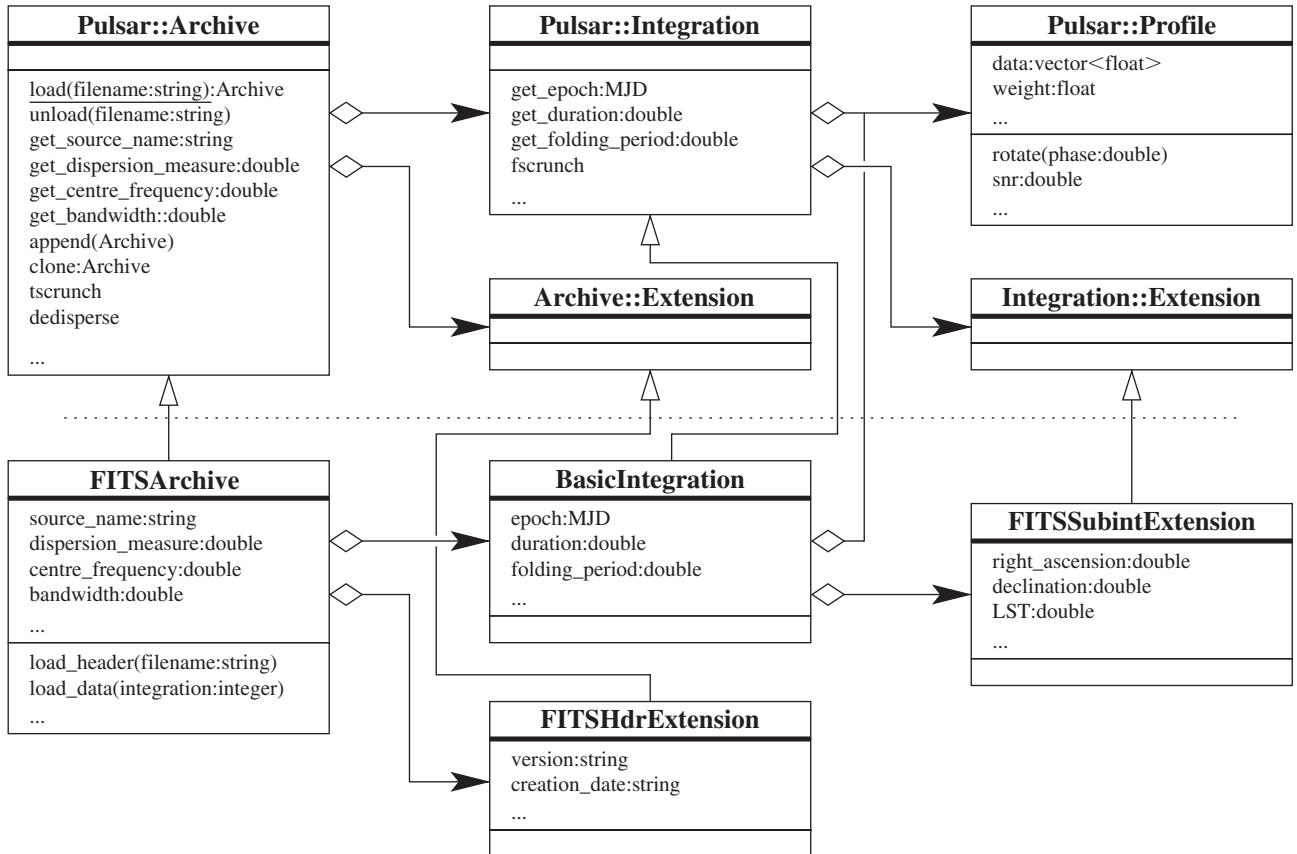 Pulsar::Archive
load(filename:string):Archive
unload(filename:string)
get_source_name:string
get_dispersion_measure:double
get_centre_frequency:double
get_bandwidth::double
append(Archive)
clone:Archive
tscrunch
dedisperse
...
Pulsar::Integration
get_epoch:MJD
get_duration:double
get_folding_period:double
fscrunch
...
Pulsar::Profile
data:vector<float>
weight:float
...
rotate(phase:double)
snr:double
...
Archive::Extension
Integration::Extension
FITSArchive
source_name:string
dispersion_measure:double
centre_frequency:double
bandwidth:double
...
load_header(filename:string)
load_data(integration:integer)
...
BasicIntegration
epoch:MJD
duration:double
folding_period:double
...
FITSSubintExtension
right_ascension:double
declination:double
LST:double
...
FITSHdrExtension
version:string
creation_date:string
...